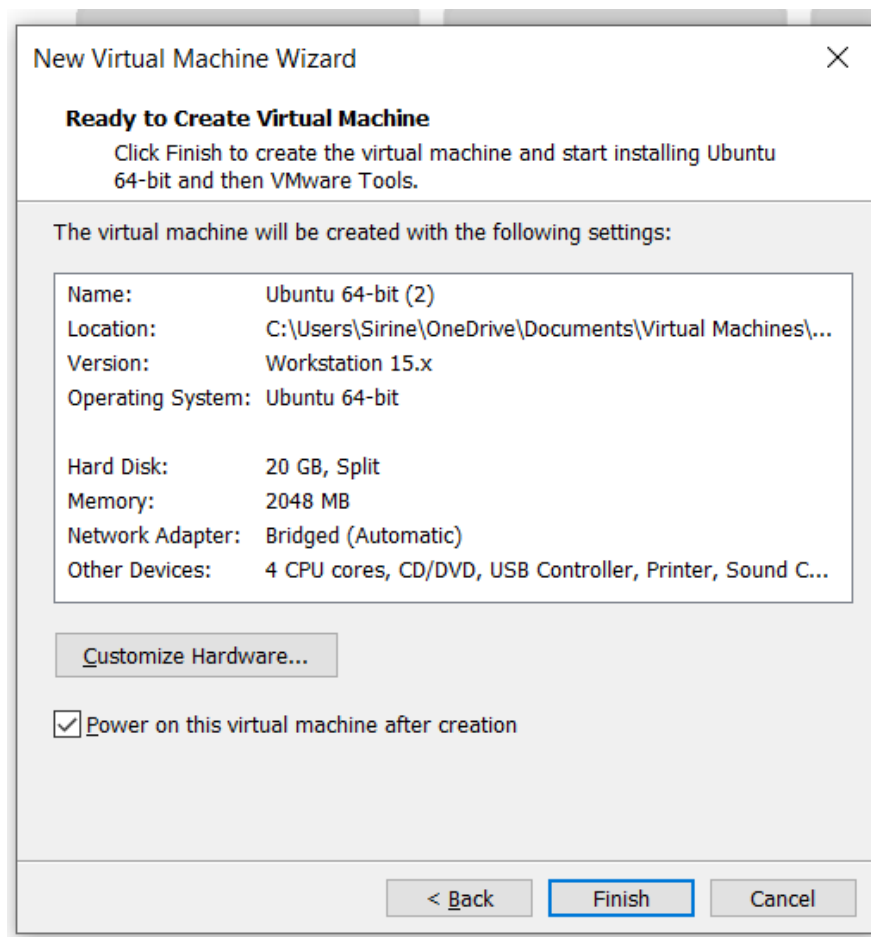 New Virtual Machine Wizard
Ready to Create Virtual Machine
Click Finish to create the virtual machine and start installing Ubuntu
64-bit and then VMware Tools.
The virtual machine will be created with the following settings:
Name: Ubuntu 64-bit (2)
Location: C:\Users\Sirine\OneDrive\Documents\Virtual Machines\...
Version: Workstation 15.x
Operating System: Ubuntu 64-bit
Hard Disk: 20 GB, Split
Memory: 2048 MB
Network Adapter: Bridged (Automatic)
Other Devices: 4 CPU cores, CD/DVD, USB Controller, Printer, Sound C...
Customize Hardware...
Power on this virtual machine after creation
< Back Finish Cancel